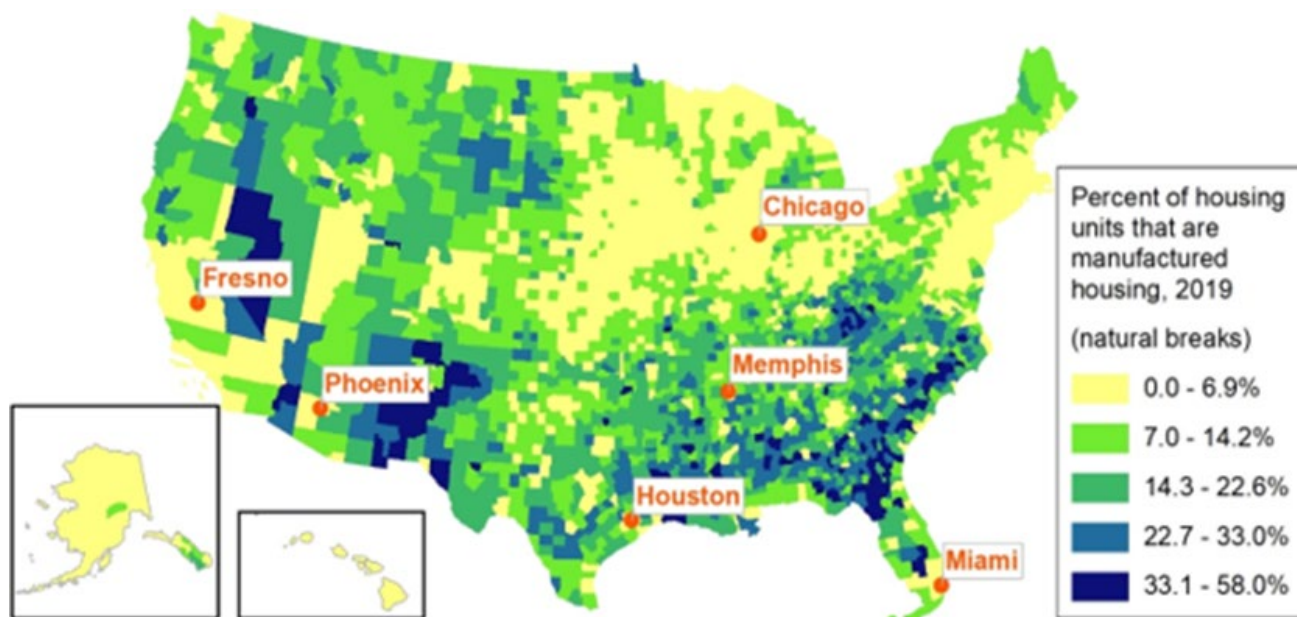 Chicago
Fresno
Memphis
Phoenix
Houston
Miami
Percent of housing
units that are
manufactured
housing, 2019
(natural breaks)
0.0 - 6.9%
7.0 - 14.2%
14.3 - 22.6%
22.7 - 33.0%
33.1 - 58.0%